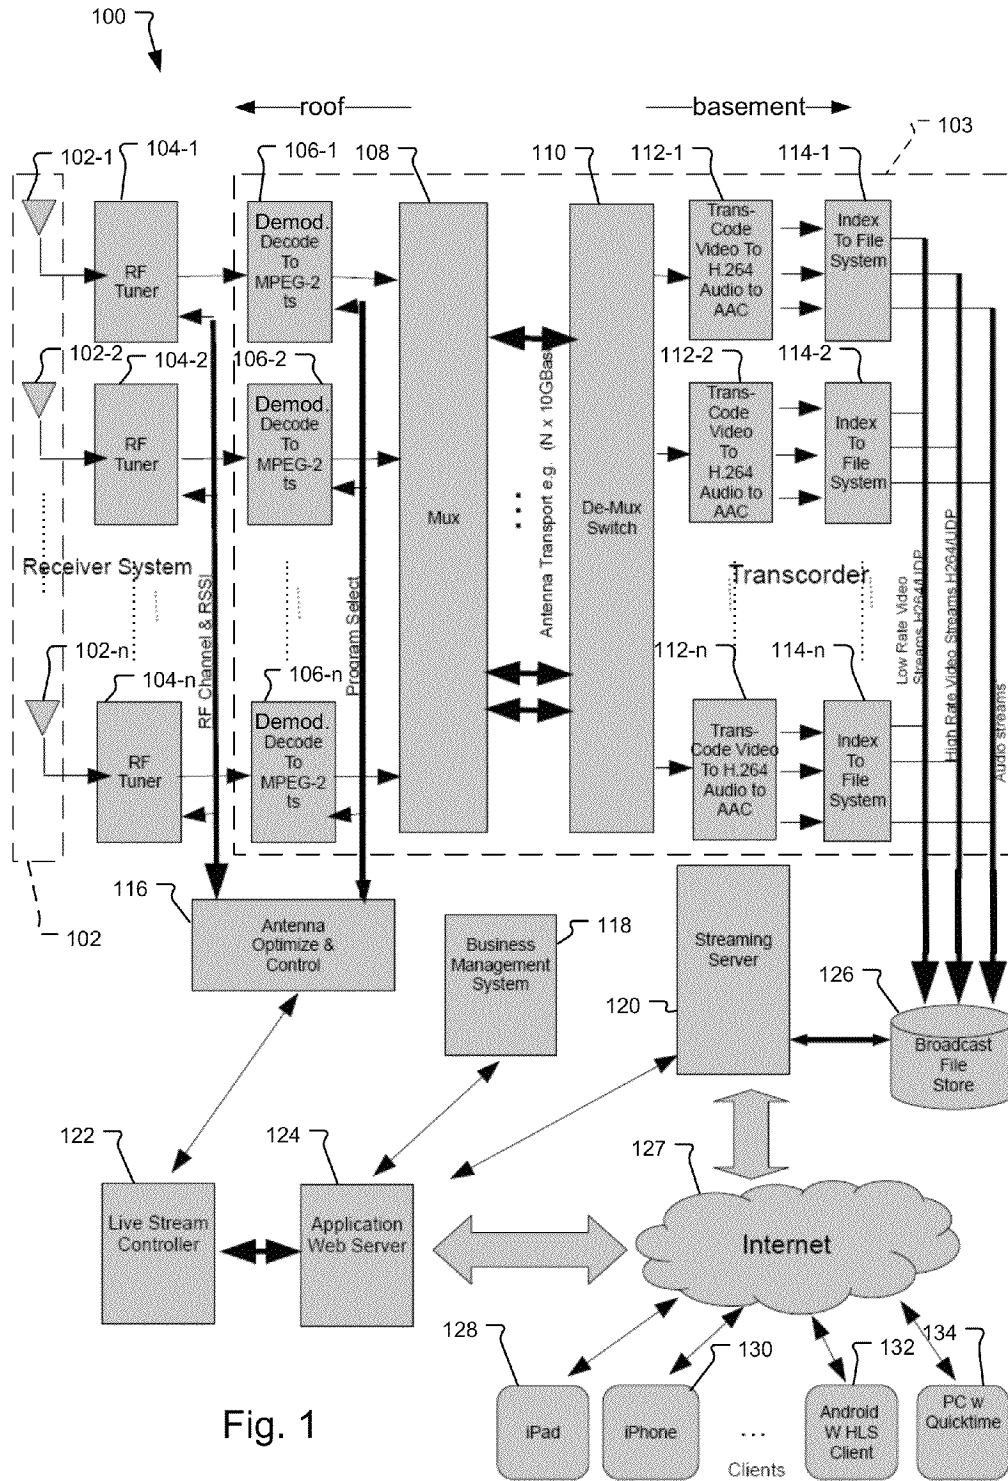 100
roof
basement
103
102-1
104-1
106-1
108
110
112-1
114-1
RF
Tuner
Demod.
Decode
To
MPEG-2
ts
Trans-
Code
Video To
H.264
Audio to
AAC
Index
To File
System
102-2
104-2
106-2
112-2
114-2
RF
Tuner
Demod.
Decode
To
MPEG-2
ts
Mux
Antenna Transport e.g. (N x 10GBase
De-Mux
Switch
Trans-
Code
Video
To
H.264
Audio to
AAC
Index
To
File
System
Receiver System
RF Channel & RSSI
Program Select
Transcorder
Low Rate Video
Streams H264/UDP
High Rate Video Streams H264/UDP
Audio streams
102-n
104-n
106-n
112-n
114-n
RF
Tuner
Demod.
Decode
To
MPEG-2
ts
Trans-
Code Video
To H.264
Audio to
AAC
Index
To
File
System
102
116
Antenna
Optimize &
Control
118
Business
Management
System
Streaming
Server
120
126
Broadcast
File
Store
122
Live Stream
Controller
124
Application
Web Server
127
Internet
128
iPad
130
iPhone
...
Clients
132
Android
W HLS
Client
134
PC w
Quicktime
Fig. 1